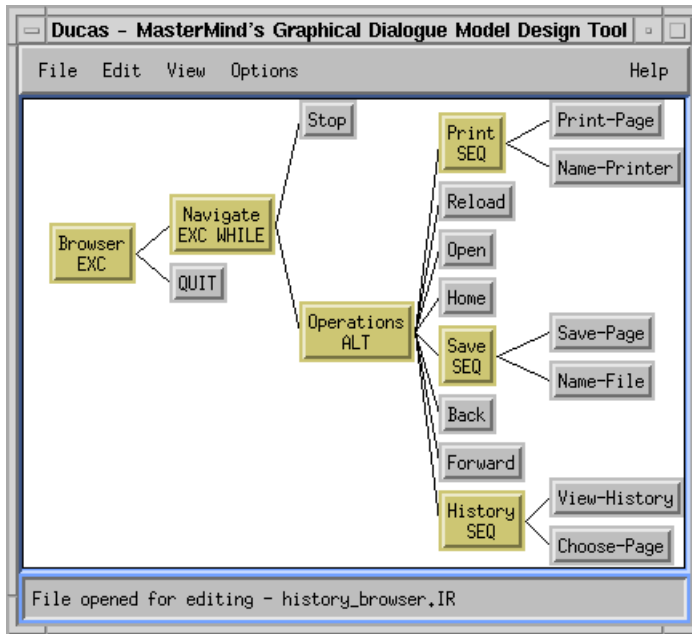 Ducas - MasterMind's Graphical Dialogue Model Design Tool
File Edit View Options Help
Stop
Print
SEQ
Print-Page
Name-Printer
Reload
Navigate
EXC WHILE
Browser
EXC
QUIT
Open
Home
Operations
ALT
Save
SEQ
Save-Page
Name-File
Back
Forward
History
SEQ
View-History
Choose-Page
File opened for editing - history_browser.IR